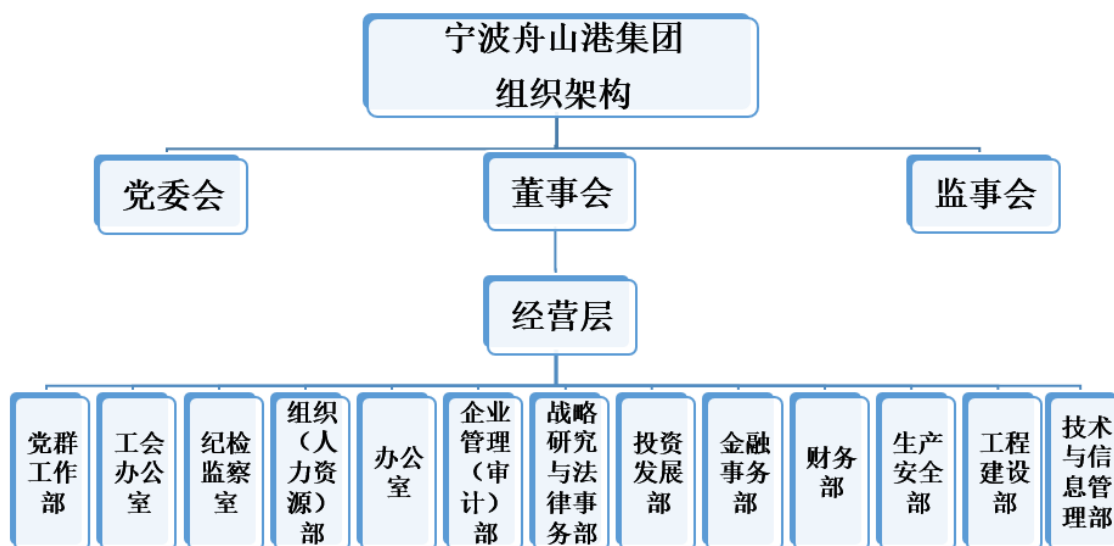 宁波舟山港集团
组织架构
党委会
董事会
监事会
经营层
党群
工作
部
工会
办公
室
纪检
监察
室
组织
（人
力资
源）
部
办公
室
企业
管理
（审
计）
部
战略
研究
与法
律事
务部
投资
发展
部
金融
事务
部
财务
部
生产
安全
部
工程
建设
部
技术
与信
息管
理部